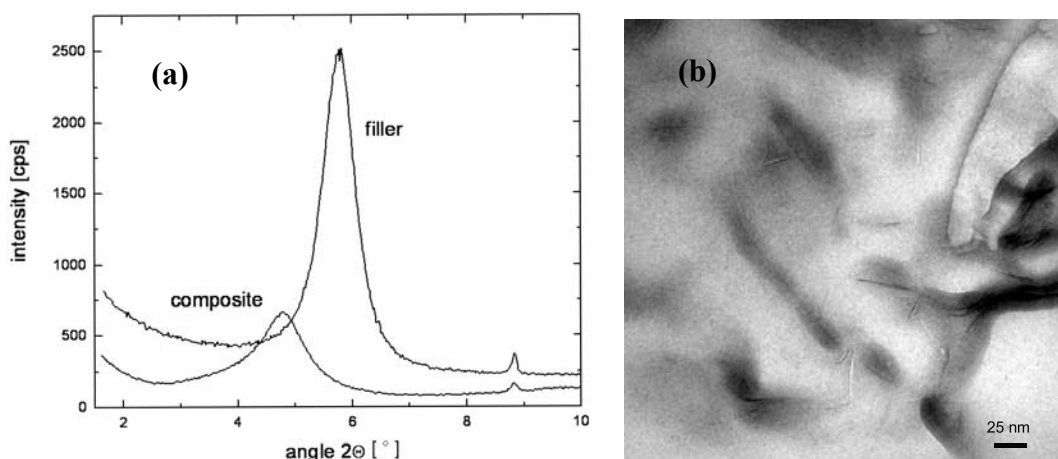 (a)
intensity [cps]
2500
2000
1500
1000
500
0
filler
composite
2 4 6 8 10
angle 2Θ [°]
(b)
25 nm